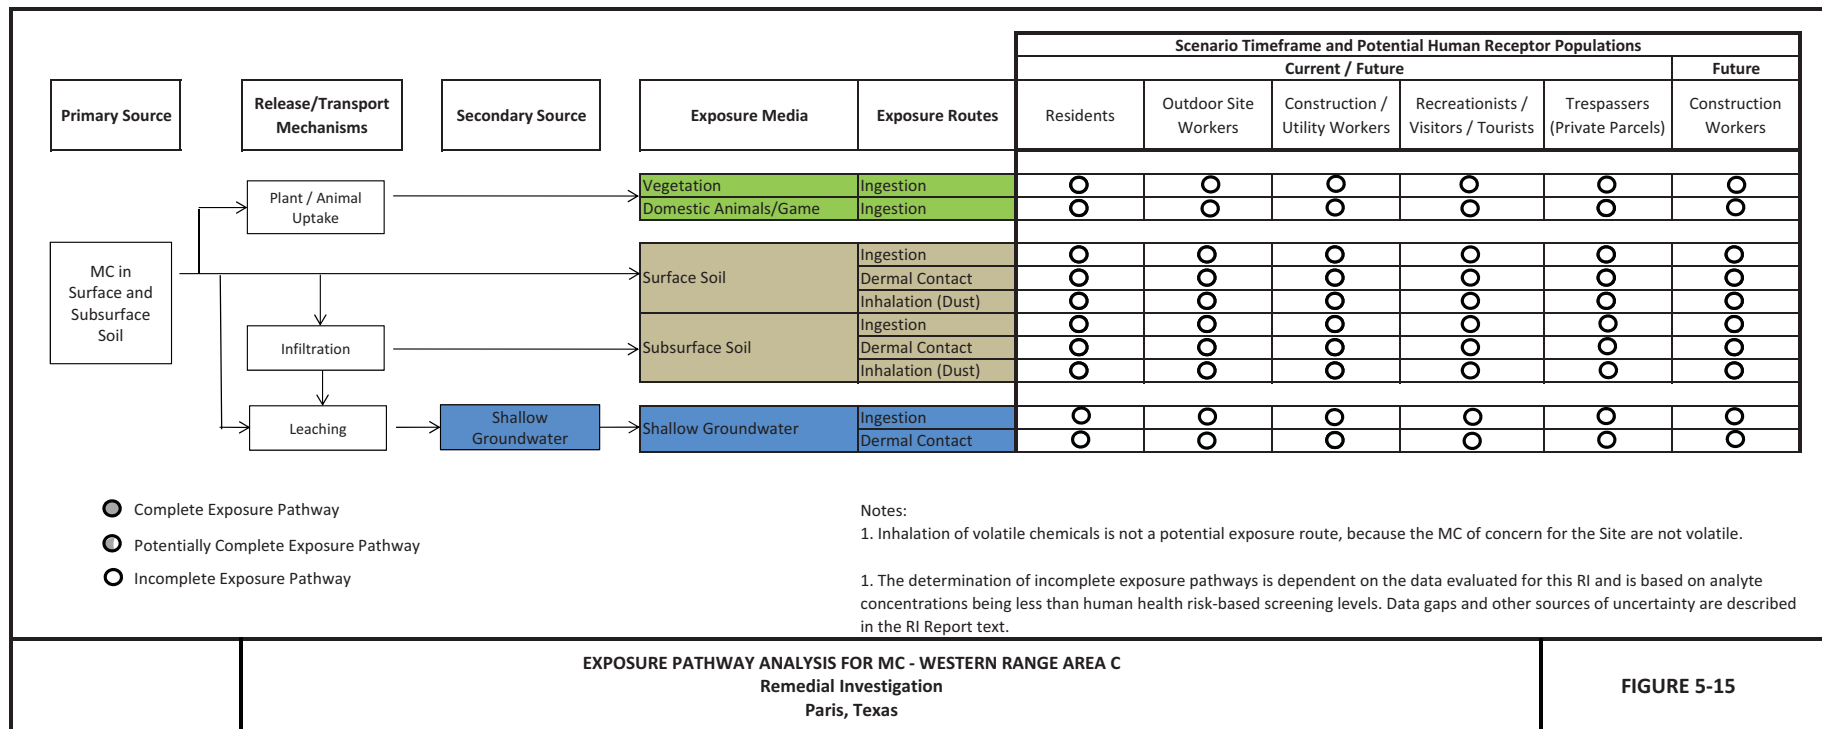 Scenario Timeframe and Potential Human Receptor Populations
Current / Future
Future
Primary Source
Release/Transport
Mechanisms
Secondary Source
Exposure Media
Exposure Routes
Residents
Outdoor Site
Workers
Construction /
Utility Workers
Recreationists /
Visitors / Tourists
Trespassers
(Private Parcels)
Construction
Workers
Plant / Animal
Uptake
Vegetation
Ingestion
Domestic Animals/Game
Ingestion
MC in
Surface and
Subsurface
Soil
Surface Soil
Ingestion
Dermal Contact
Inhalation (Dust)
Infiltration
Subsurface Soil
Ingestion
Dermal Contact
Inhalation (Dust)
Leaching
Shallow
Groundwater
Shallow Groundwater
Ingestion
Dermal Contact
Complete Exposure Pathway
Potentially Complete Exposure Pathway
Incomplete Exposure Pathway
Notes:
1. Inhalation of volatile chemicals is not a potential exposure route, because the MC of concern for the Site are not volatile.
1. The determination of incomplete exposure pathways is dependent on the data evaluated for this RI and is based on analyte
concentrations being less than human health risk-based screening levels. Data gaps and other sources of uncertainty are described
in the RI Report text.
EXPOSURE PATHWAY ANALYSIS FOR MC - WESTERN RANGE AREA C
Remedial Investigation
Paris, Texas
FIGURE 5-15